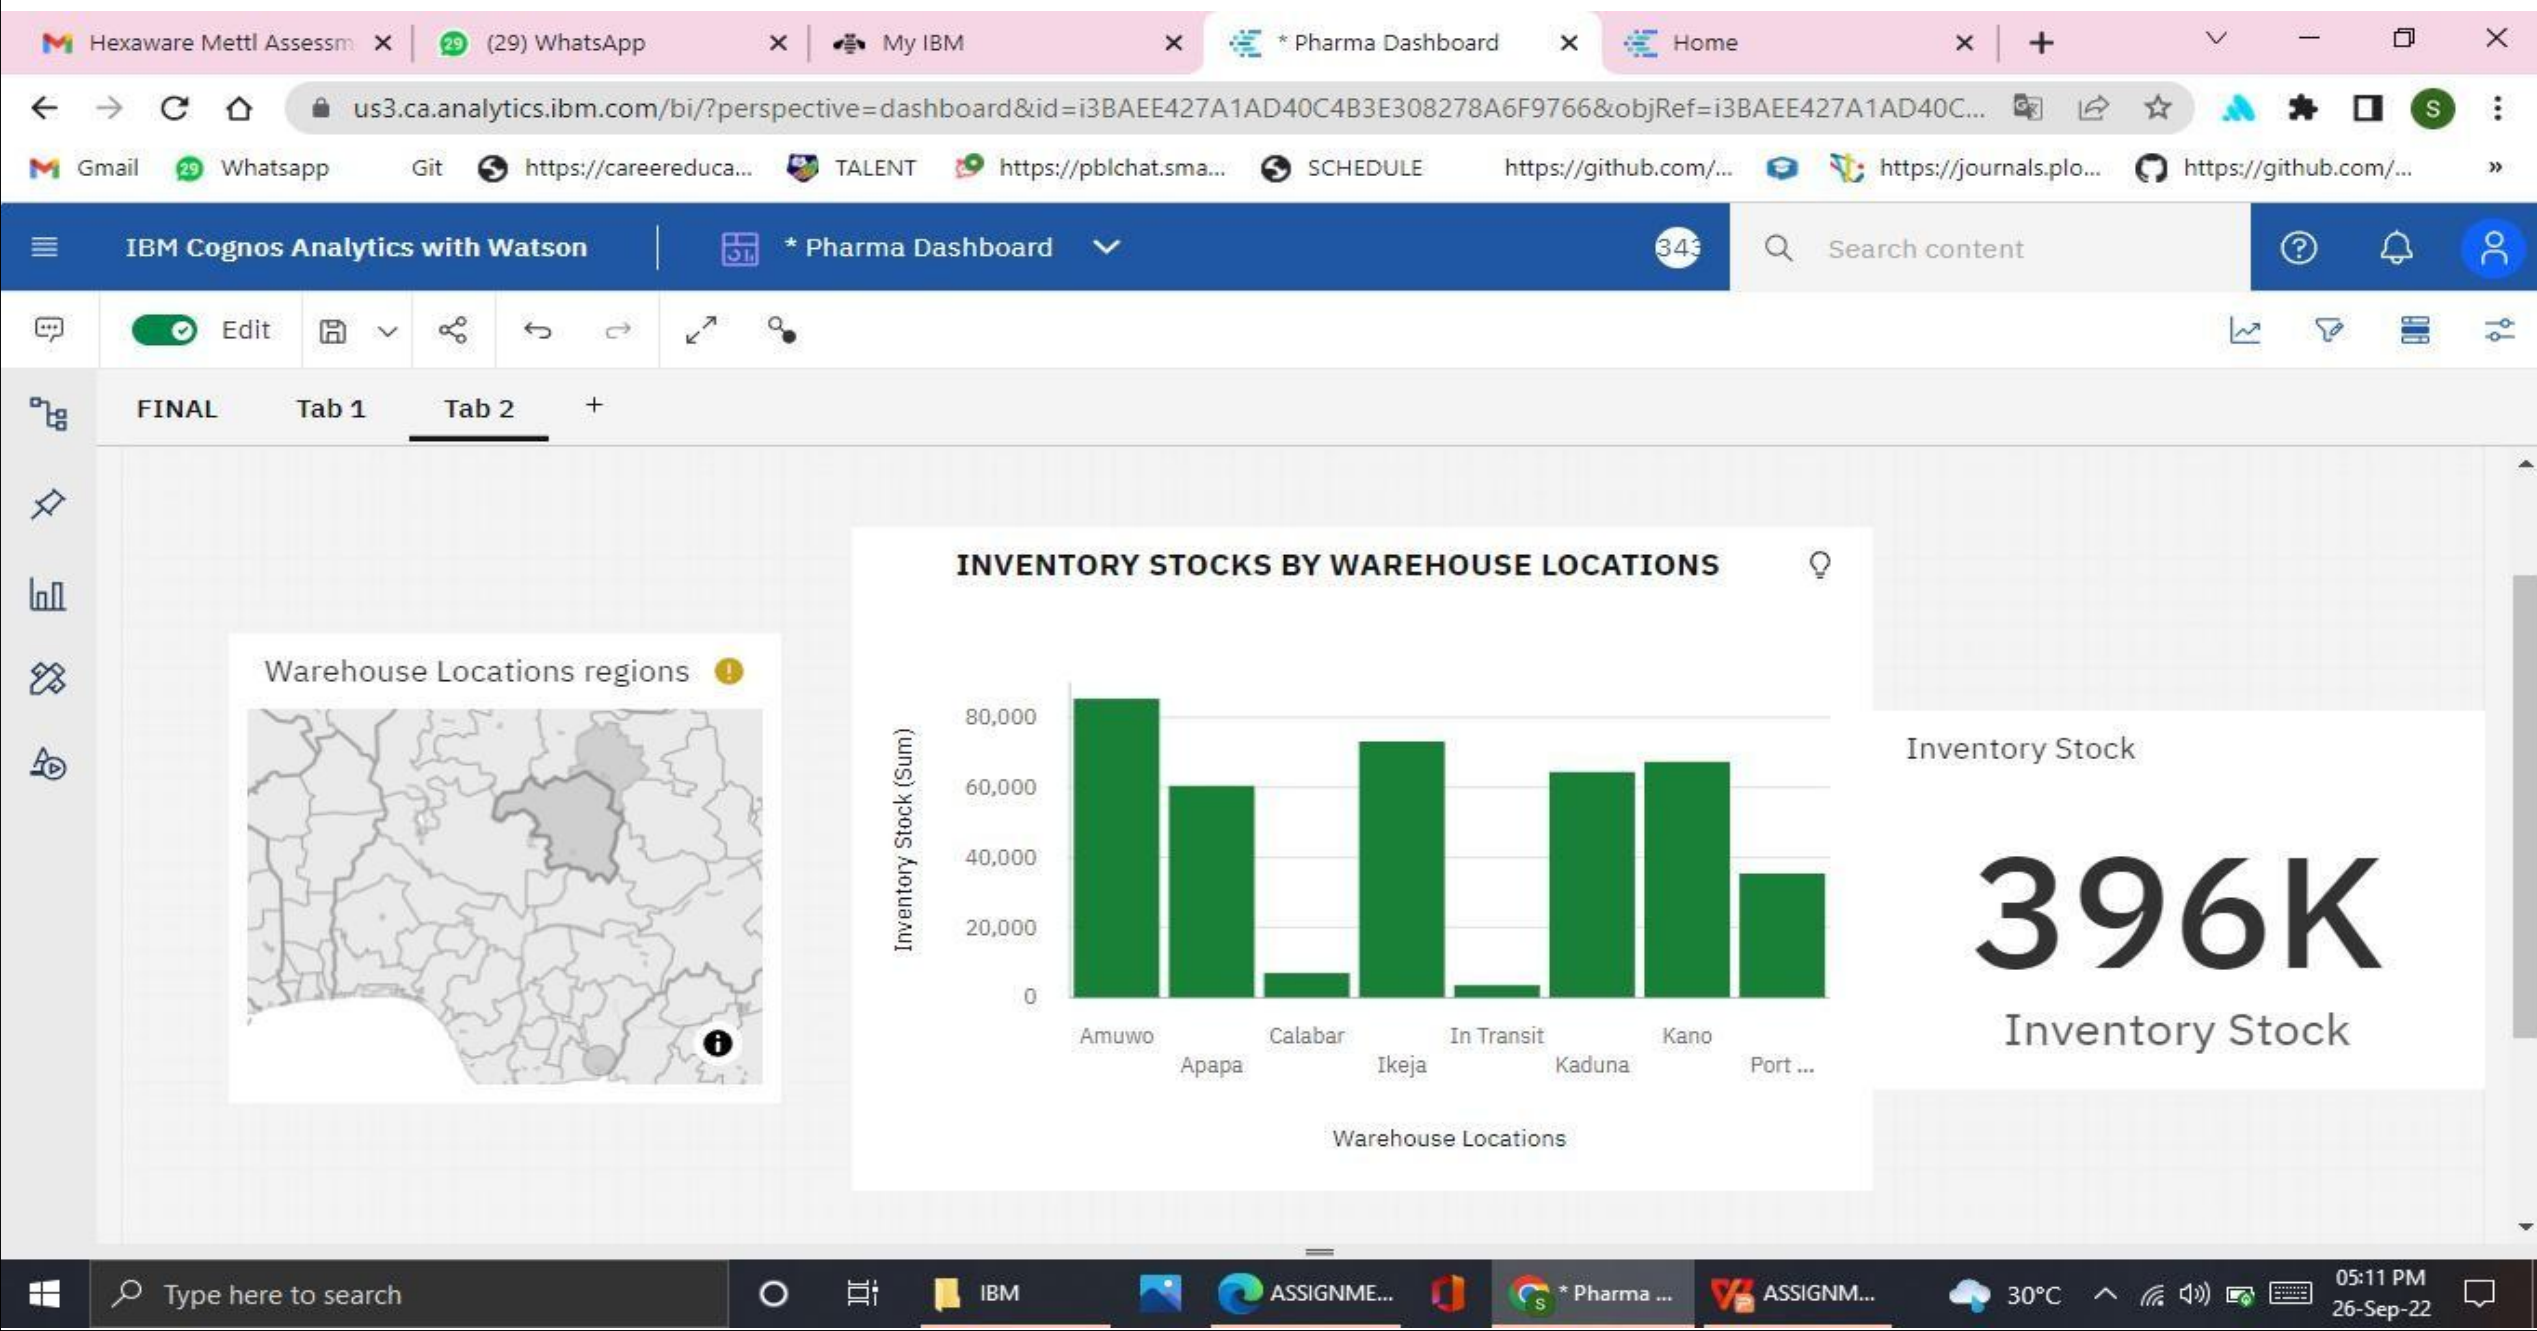 Hexaware Mettl Assessm
29
(29) WhatsApp
My IBM
* Pharma Dashboard
Home
us3.ca.analytics.ibm.com/bi/?perspective=dashboard&id=i3BAEE427A1AD40C4B3E308278A6F9766&objRef=i3BAEE427A1AD40C...
S
Gmail
29
Whatsapp
Git
https://careereduca...
TALENT
https://pblchat.sma...
SCHEDULE
https://github.com/...
https://journals.plo...
https://github.com/...
»
IBM Cognos Analytics with Watson
* Pharma Dashboard
343
Search content
Edit
FINAL
Tab 1
Tab 2
+
INVENTORY STOCKS BY WAREHOUSE LOCATIONS
Warehouse Locations regions
Inventory Stock (Sum)
80,000
60,000
40,000
20,000
0
Amuwo
Apapa
Calabar
Ikeja
In Transit
Kaduna
Kano
Port ...
Warehouse Locations
Inventory Stock
396K
Inventory Stock
Type here to search
IBM
ASSIGNME...
S
* Pharma ...
ASSIGNM...
30°C
05:11 PM
26-Sep-22